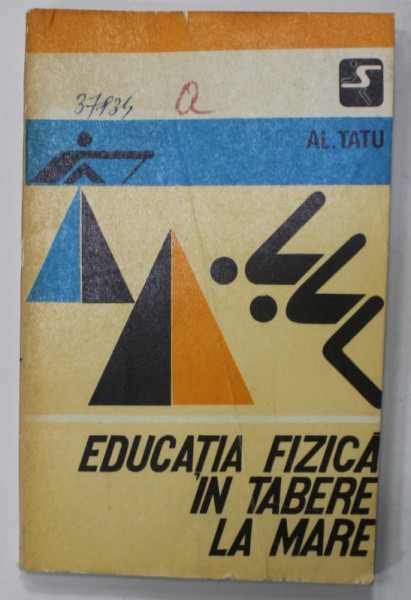 37834 a
AL. TATU
EDUCAȚIA FIZICĂ
ÎN TABERE
LA MARE